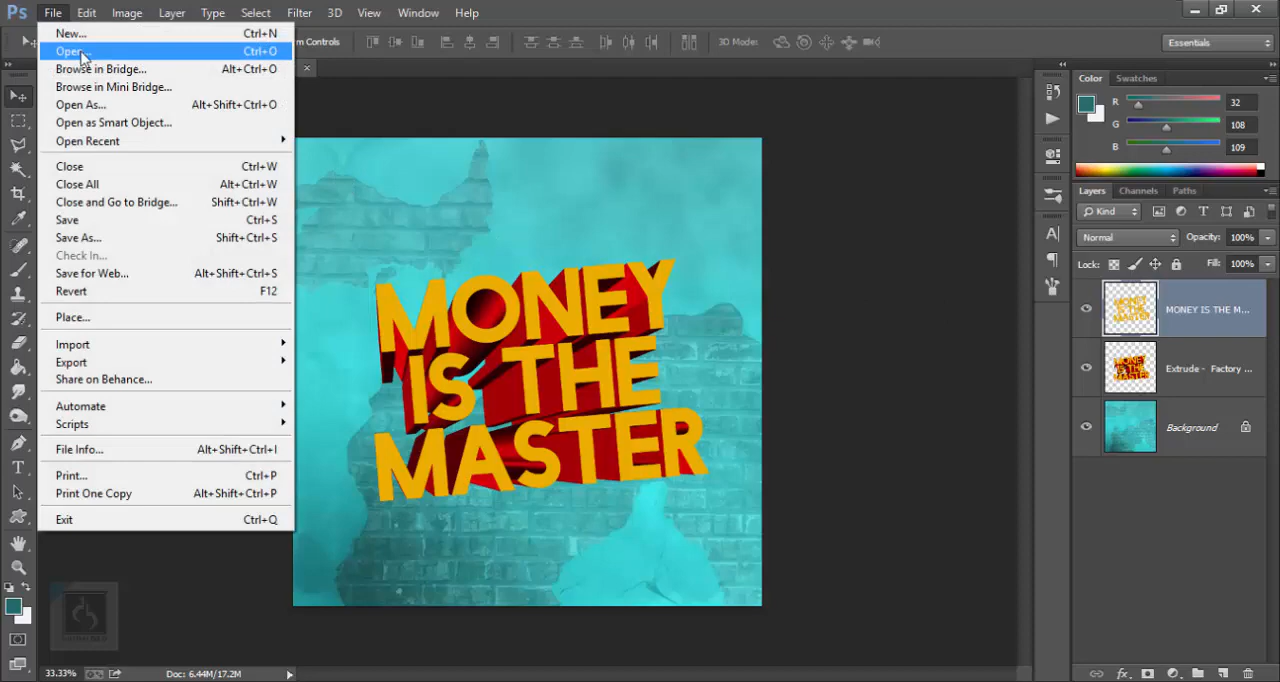 Ps File Edit Image Layer Type Select Filter 3D View Window Help
m Controls 3D Mode: Essentials
New... Ctrl+N
Open... Ctrl+O
Browse in Bridge... Alt+Ctrl+O
Browse in Mini Bridge...
Open As... Alt+Shift+Ctrl+O
Open as Smart Object...
Open Recent
Close Ctrl+W
Close All Alt+Ctrl+W
Close and Go to Bridge... Shift+Ctrl+W
Save Ctrl+S
Save As... Shift+Ctrl+S
Check In...
Save for Web... Alt+Shift+Ctrl+S
Revert F12
Place...
Import
Export
Share on Behance...
Automate
Scripts
File Info... Alt+Shift+Ctrl+I
Print... Ctrl+P
Print One Copy Alt+Shift+Ctrl+P
Exit Ctrl+Q
MONEY
IS THE
MASTER
Color Swatches
R 32
G 108
B 109
Layers Channels Paths
Kind
Normal Opacity: 100%
Lock: Fill: 100%
MONEY IS THE M...
Extrude - Factory ...
Background
33.33% Doc: 6.44M/17.2M